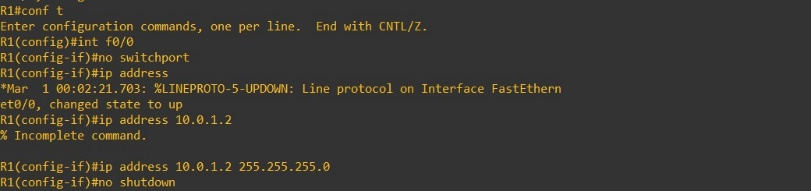 R1#conf t
Enter configuration commands, one per line.  End with CNTL/Z.
R1(config)#int f0/0
R1(config-if)#no switchport
R1(config-if)#ip address
*Mar  1 00:02:21.703: %LINEPROTO-5-UPDOWN: Line protocol on Interface FastEthern
et0/0, changed state to up
R1(config-if)#ip address 10.0.1.2
% Incomplete command.
R1(config-if)#ip address 10.0.1.2 255.255.255.0
R1(config-if)#no shutdown